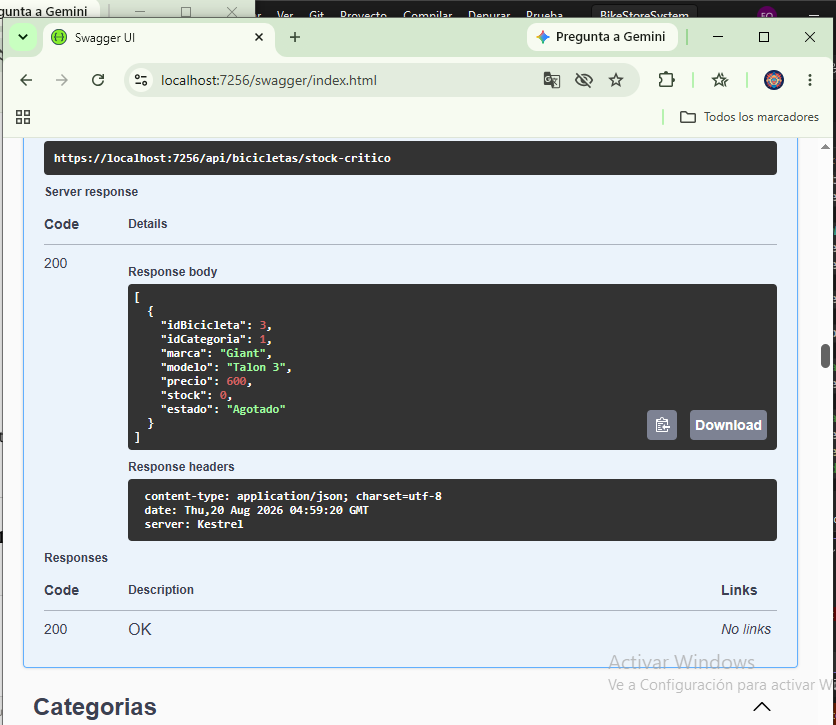 gunta a Gemini
Ver Git Proyecto Compilar Depurar Prueba BikeStoreSystem
Swagger UI
Pregunta a Gemini
localhost:7256/swagger/index.html
Todos los marcadores
https://localhost:7256/api/bicicletas/stock-critico
Server response
Code Details
200
Response body
[
{
"idBicicleta": 3,
"idCategoria": 1,
"marca": "Giant",
"modelo": "Talon 3",
"precio": 600,
"stock": 0,
"estado": "Agotado"
}
]
Download
Response headers
content-type: application/json; charset=utf-8
date: Thu,20 Aug 2026 04:59:20 GMT
server: Kestrel
Responses
Code Description Links
200 OK No links
Activar Windows
Ve a Configuración para activar W
Categorias